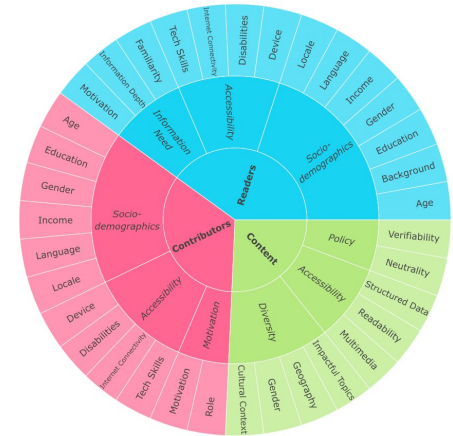 Readers
Information
Need
Accessibility
Socio-
demographics
Motivation
Information Depth
Familiarity
Tech Skills
Internet Connectivity
Disabilities
Device
Locale
Language
Income
Gender
Education
Background
Age
Content
Policy
Accessibility
Diversity
Verifiability
Neutrality
Structured Data
Readability
Multimedia
Impactful Topics
Geography
Gender
Cultural Context
Contributors
Socio-
demographics
Accessibility
Motivation
Age
Education
Gender
Income
Language
Locale
Device
Disabilities
Internet Connectivity
Tech Skills
Motivation
Role